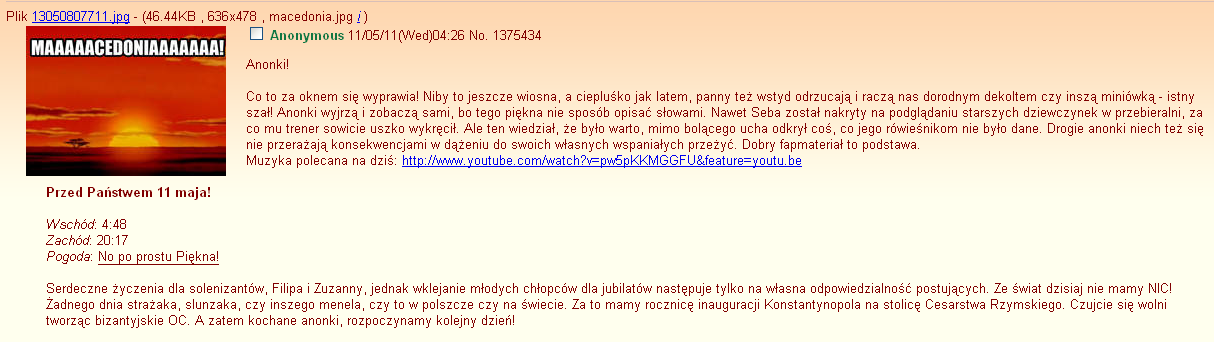 Plik 13050807711.jpg - (46.44KB , 636x478 , macedonia.jpg i )
MAAAAACEDONIAAAAAAA!
Anonymous 11/05/11(Wed)04:26 No. 1375434
Anonki!
Co to za oknem się wyprawia! Niby to jeszcze wiosna, a cieplusko jak latem, panny też wstyd odrzucają i raczą nas dorodnym dekoltem czy inszą miniówką - istny
szał! Anonki wyjrzą i zobaczą sami, bo tego piękna nie sposób opisać słowami. Nawet Seba został nakryty na podglądaniu starszych dziewczynek w przebieralni, za
co mu trener sowicie uszko wykręcił. Ale ten wiedział, że było warto, mimo bolącego ucha odkrył coś, co jego rówieśnikom nie było dane. Drogie anonki niech też się
nie przerażają konsekwencjami w dążeniu do swoich własnych wspaniałych przeżyć. Dobry fapmateriał to podstawa.
Muzyka polecana na dziś: http://www.youtube.com/watch?v=pw5pKKMGGFU&feature=youtu.be
Przed Państwem 11 maja!
Wschód: 4:48
Zachód: 20:17
Pogoda: No po prostu Piękna!
Serdeczne życzenia dla solenizantów, Filipa i Zuzanny, jednak wklejanie młodych chłopców dla jubilatów następuje tylko na własna odpowiedzialność postujących. Ze świat dzisiaj nie mamy NIC!
Żadnego dnia strażaka, slunzaka, czy inszego menela, czy to w polszcze czy na świecie. Za to mamy rocznicę inauguracji Konstantynopola na stolicę Cesarstwa Rzymskiego. Czujcie się wolni
tworząc bizantyjskie OC. A zatem kochane anonki, rozpoczynamy kolejny dzień!